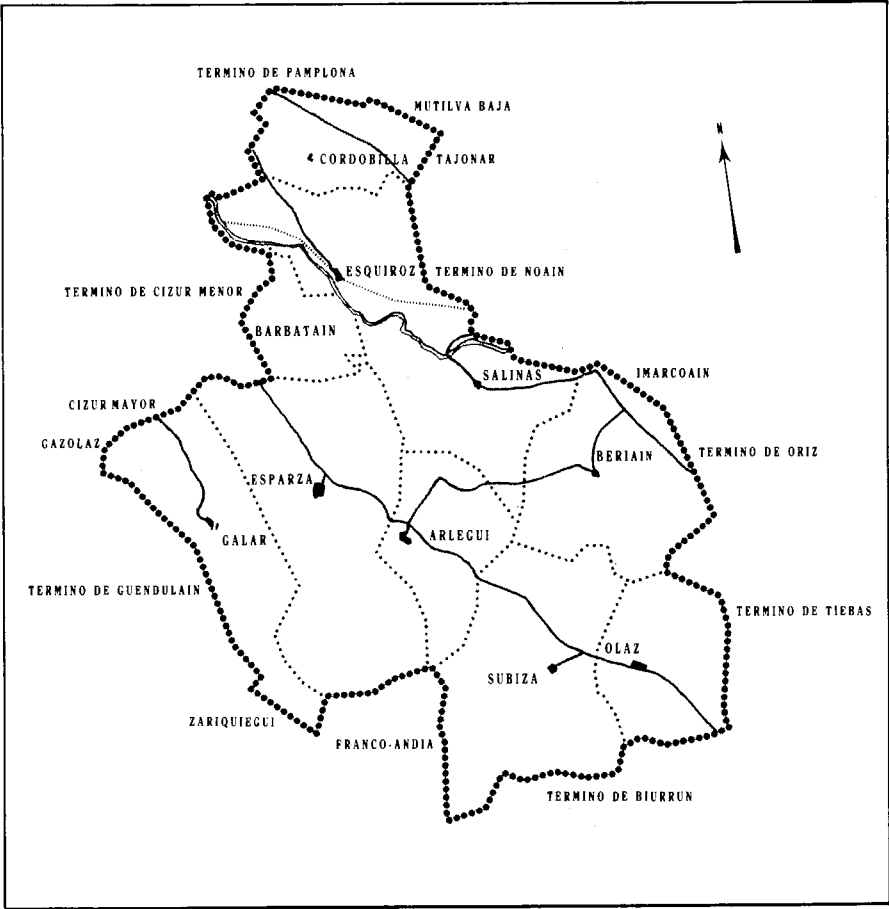 TERMINO DE PAMPLONA
MUTILVA BAJA
N
CORDOBILLA
TAJONAR
ESQUIROZ
TERMINO DE NOAIN
TERMINO DE CIZUR MENOR
BARBATAIN
SALINAS
IMARCOAIN
CIZUR MAYOR
GAZOLAZ
BERIAIN
TERMINO DE ORIZ
ESPARZA
GALAR
ARLEGUI
TERMINO DE GUENDULAIN
TERMINO DE TIEBAS
OLAZ
SUBIZA
ZARIQUIEGUI
FRANCO-ANDIA
TERMINO DE BIURRUN